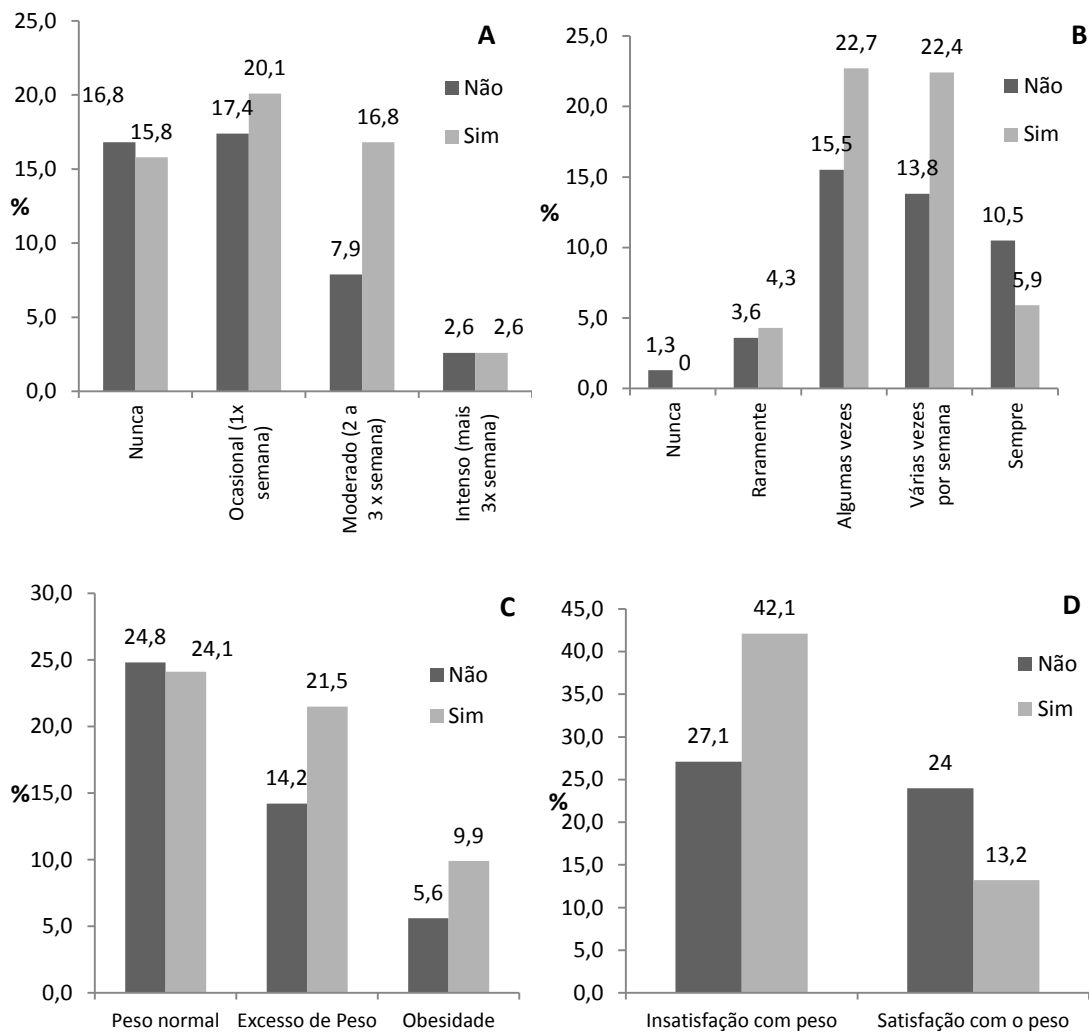 A
25,0
20,0
15,0
10,0
5,0
0,0
%
16,8
15,8
17,4
20,1
7,9
16,8
2,6
2,6
Não
Sim
Nunca
Ocasional (1x
semana)
Moderado (2 a
3 x semana)
Intenso (mais
3x semana)
B
25,0
20,0
15,0
10,0
5,0
0,0
%
1,3
0
3,6
4,3
15,5
22,7
13,8
22,4
10,5
5,9
Não
Sim
Nunca
Raramente
Algumas vezes
Várias vezes
por semana
Sempre
C
30,0
25,0
20,0
15,0
10,0
5,0
0,0
%
24,8
24,1
14,2
21,5
5,6
9,9
Não
Sim
Peso normal
Excesso de Peso
Obesidade
D
45,0
40,0
35,0
30,0
25,0
20,0
15,0
10,0
5,0
0,0
%
27,1
42,1
24
13,2
Não
Sim
Insatisfação com peso
Satisfação com o peso